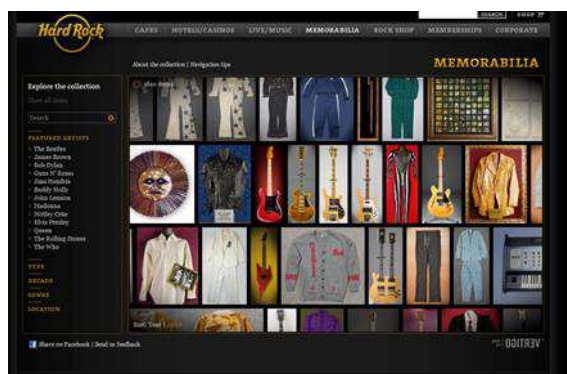 SEARCH
SHOP
Hard Rock
CAFES
HOTELS/CASINOS
LIVE/MUSIC
MEMORABILIA
ROCK SHOP
MEMBERSHIPS
CORPORATE
About the collection | Navigation tips
MEMORABILIA
Explore the collection
Show all items
Search
FEATURED ARTISTS
The Beatles
James Brown
Bob Dylan
Guns N' Roses
Jimi Hendrix
Buddy Holly
John Lennon
Madonna
Mötley Crüe
Elvis Presley
Queen
The Rolling Stones
The Who
TYPE
DECADE
GENRE
LOCATION
Share on Facebook | Send us feedback
VERTIGO